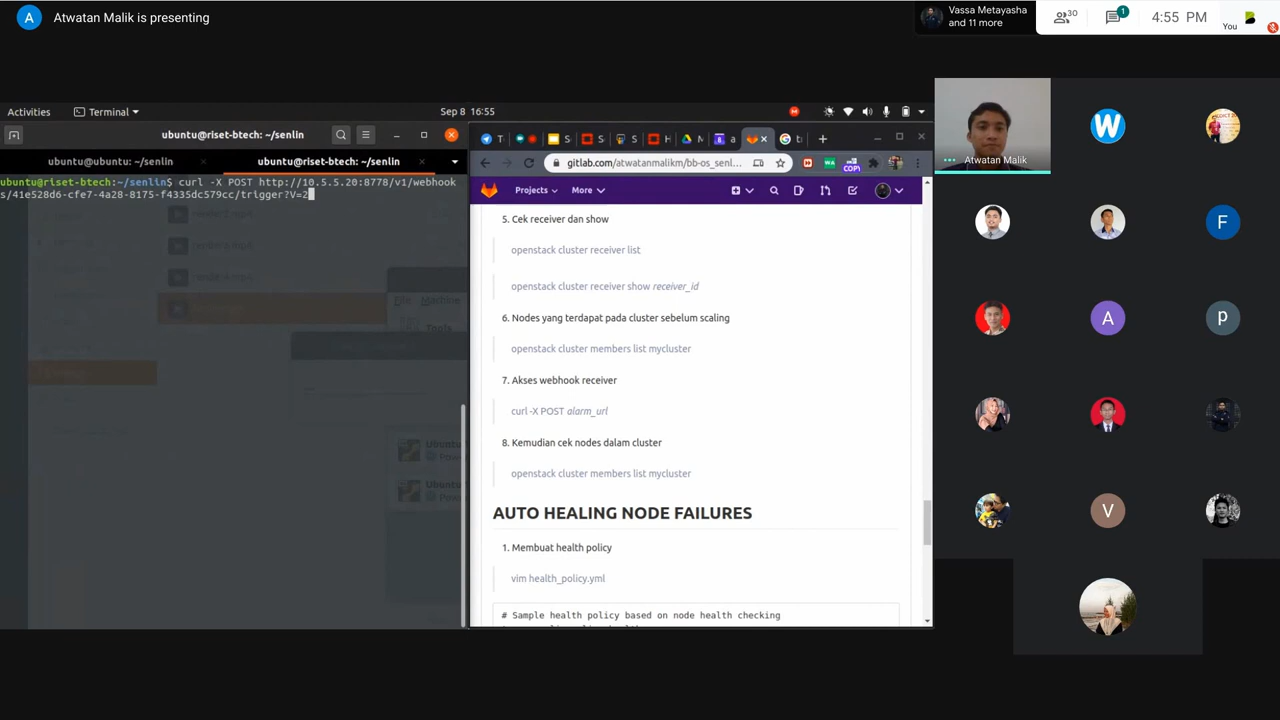 A
Atwatan Malik is presenting
Vassa Metayasha
and 11 more
30
1
4:55 PM
You
Activities
Terminal
Sep 8 16:55
ubuntu@riset-btech: ~/senlin
ubuntu@ubuntu: ~/senlin
ubuntu@riset-btech: ~/senlin
ubuntu@riset-btech:~/senlin$ curl -X POST http://10.5.5.20:8778/v1/webhook
s/41e528d6-cfe7-4a28-8175-f4335dc579cc/trigger?V=2
File Machine
Tools
gitlab.com/atwatanmalikm/bb-os_senl...
COP1
Projects
More
5. Cek receiver dan show
openstack cluster receiver list
openstack cluster receiver show receiver_id
6. Nodes yang terdapat pada cluster sebelum scaling
openstack cluster members list mycluster
7. Akses webhook receiver
curl -X POST alarm_url
8. Kemudian cek nodes dalam cluster
openstack cluster members list mycluster
AUTO HEALING NODE FAILURES
1. Membuat health policy
vim health_policy.yml
# Sample health policy based on node health checking
Atwatan Malik
W
F
A
p
V